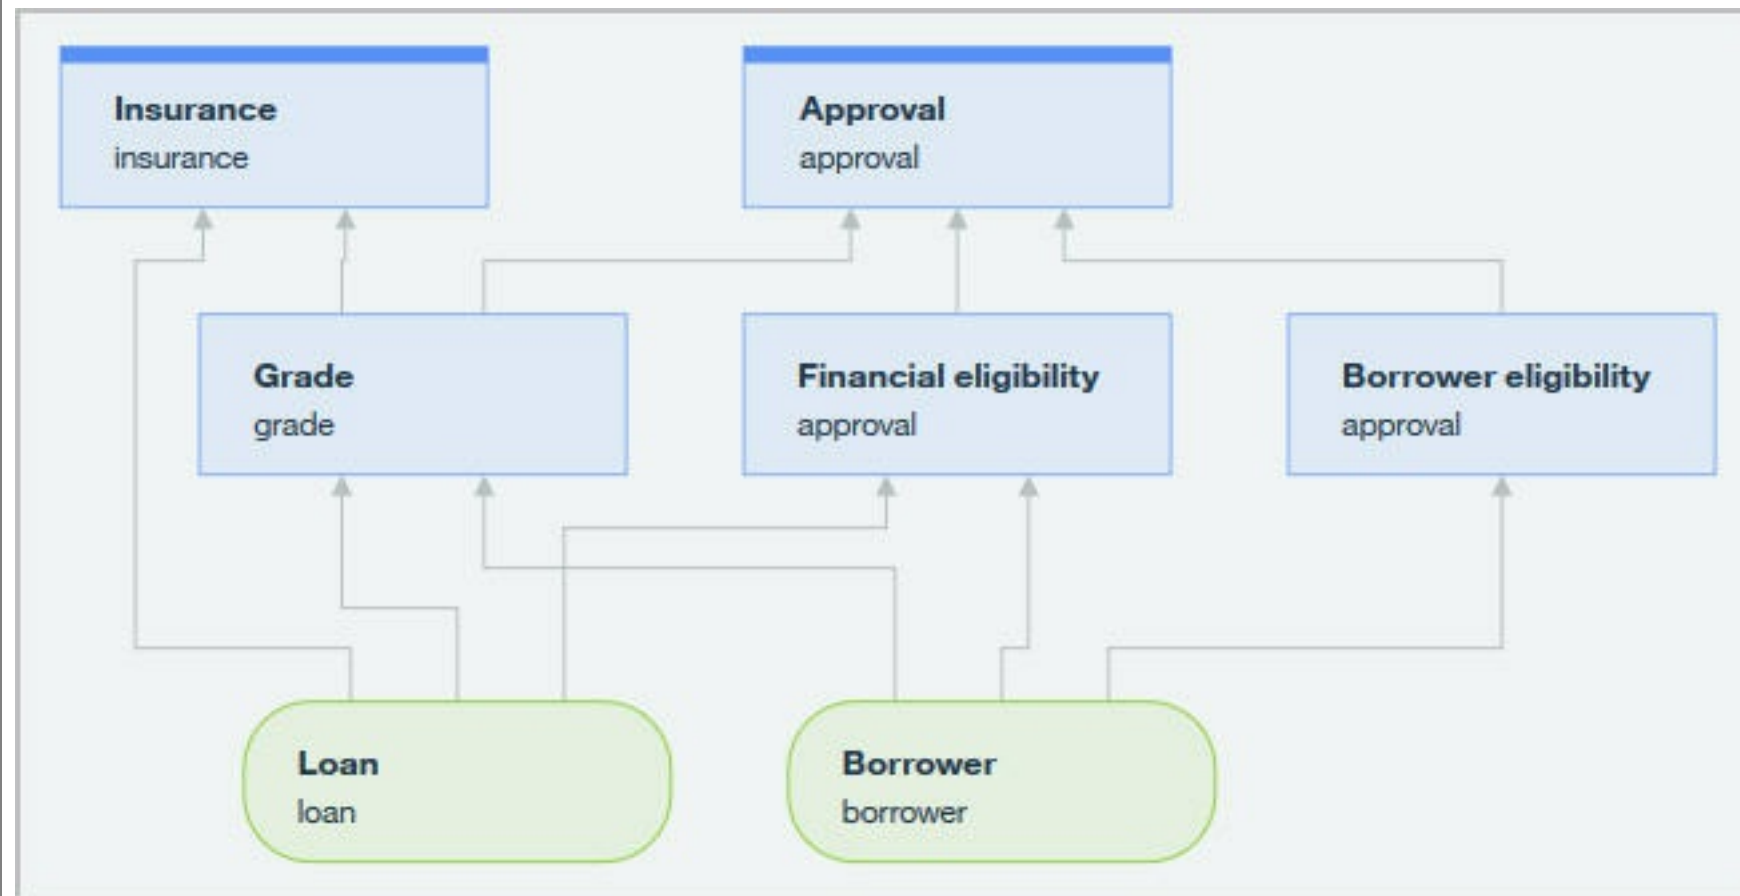 Insurance
insurance
Approval
approval
Grade
grade
Financial eligibility
approval
Borrower eligibility
approval
Loan
loan
Borrower
borrower